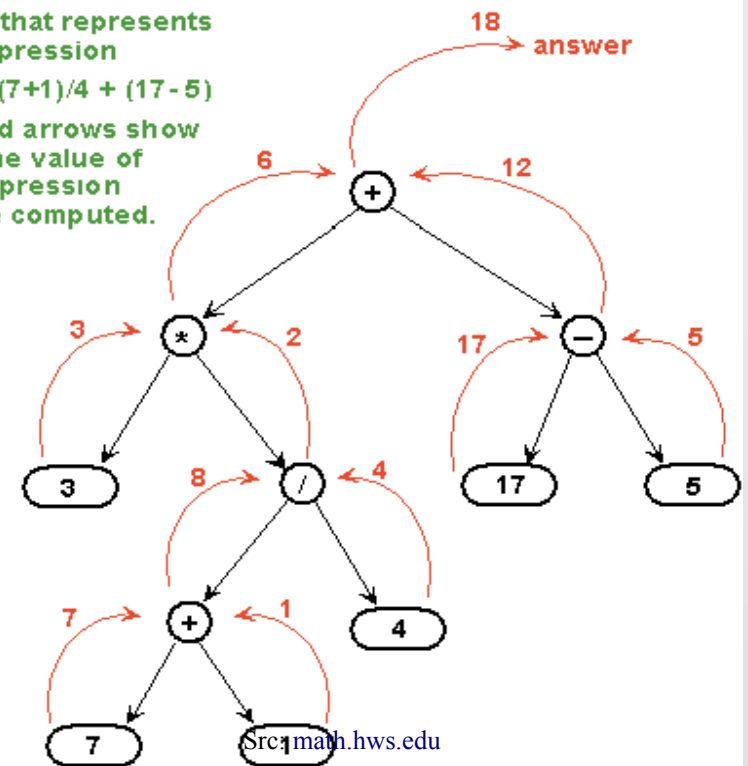 that represents
pression
(7+1)/4 + (17-5)
d arrows show
e value of
pression
computed.
18
answer
6
+
12
3
*
2
17
–
5
3
8
/
4
17
5
7
+
1
4
7
1
Src: math.hws.edu